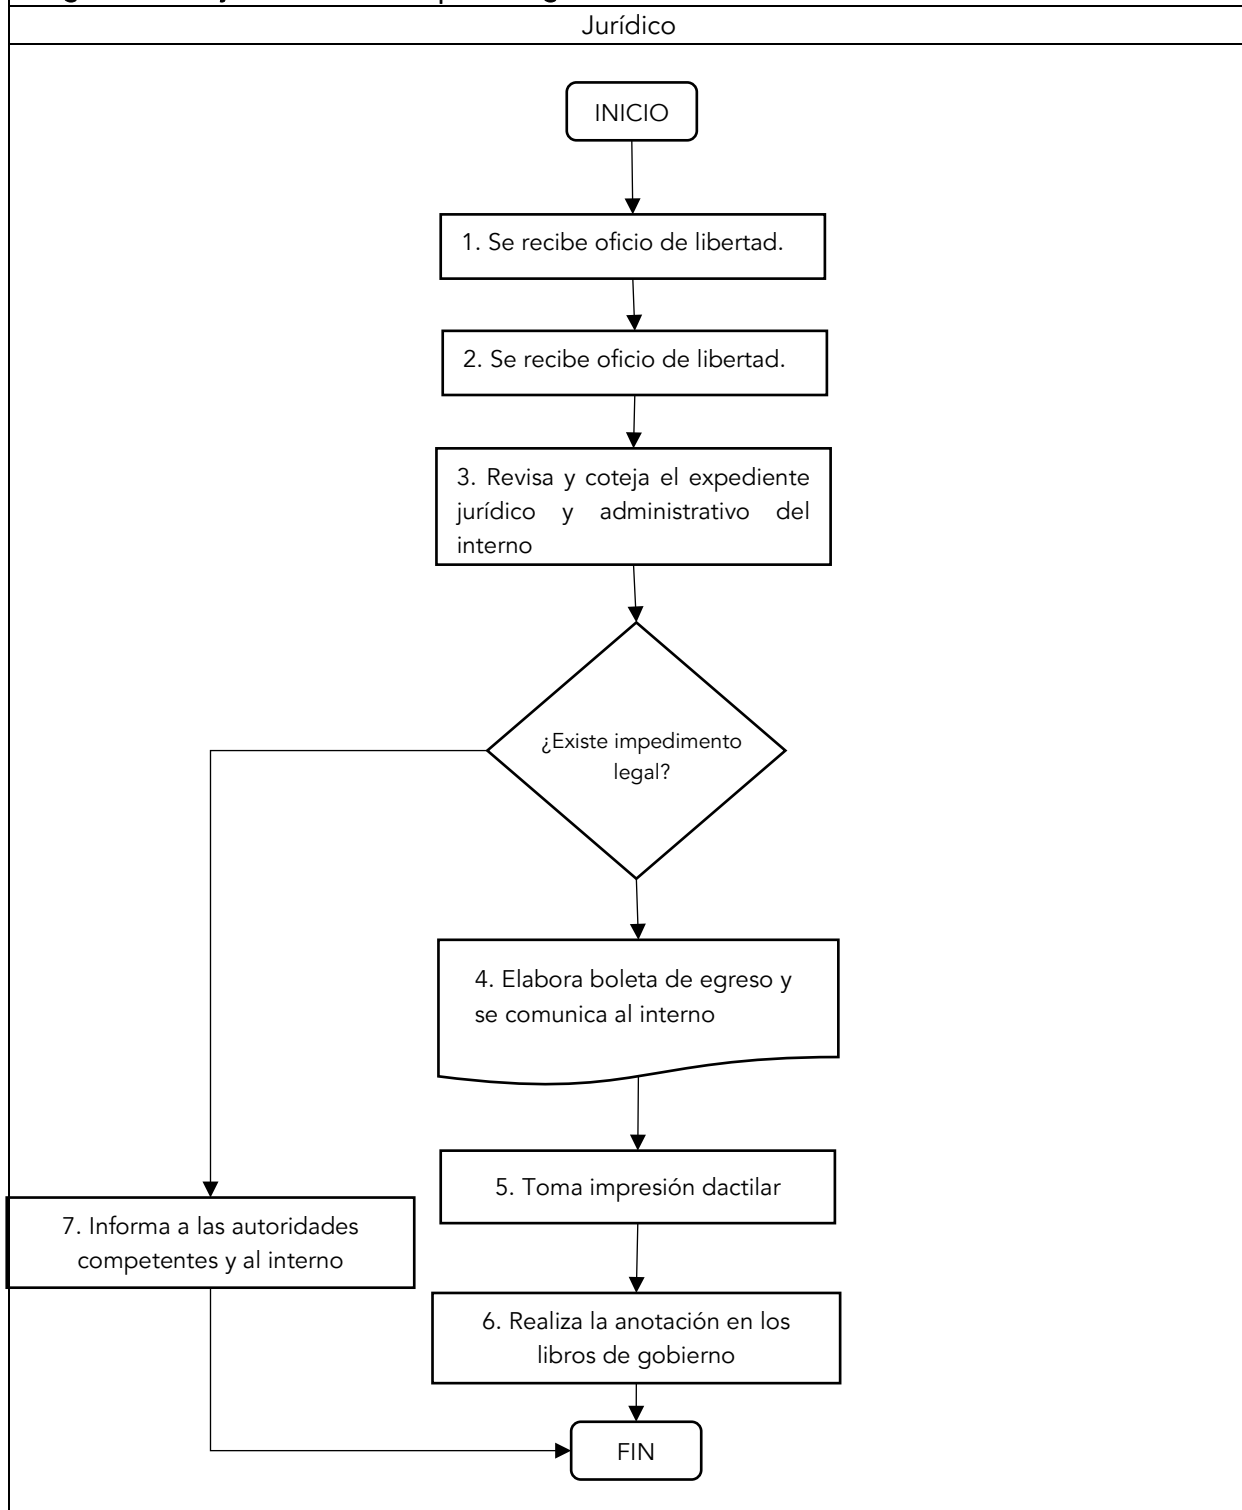 Jurídico
INICIO
1. Se recibe oficio de libertad.
2. Se recibe oficio de libertad.
3. Revisa y coteja el expediente
jurídico y administrativo del
interno
¿Existe impedimento
legal?
4. Elabora boleta de egreso y
se comunica al interno
5. Toma impresión dactilar
7. Informa a las autoridades
competentes y al interno
6. Realiza la anotación en los
libros de gobierno
FIN